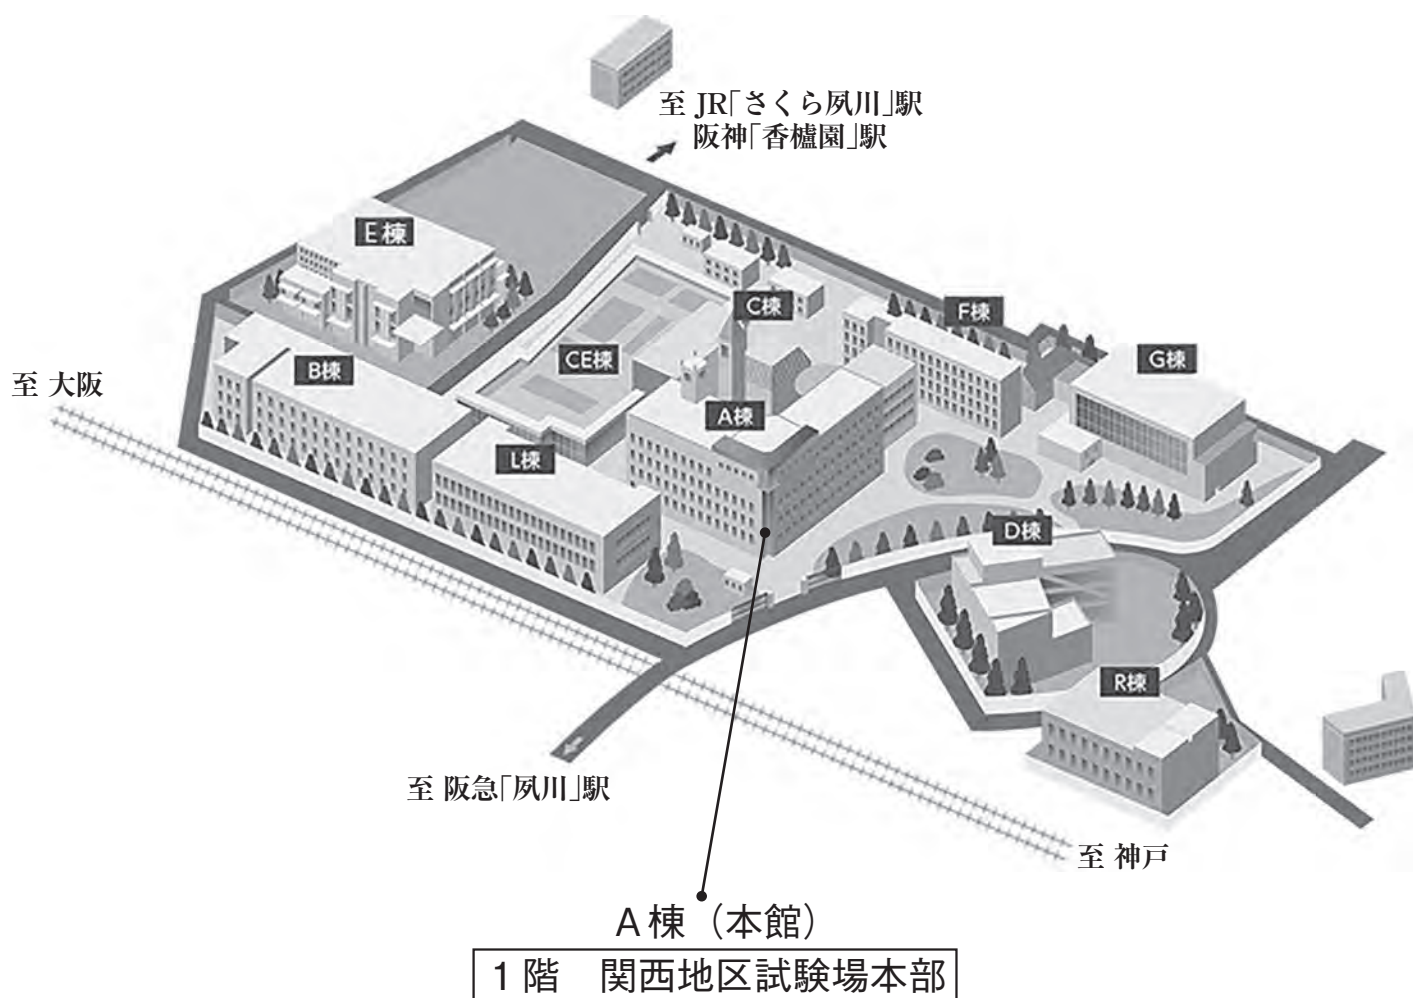 至 JR「さくら夙川」駅
阪神「香櫨園」駅
E棟
C棟
F棟
B棟
CE棟
G棟
至 大阪
A棟
L棟
D棟
R棟
至 阪急「夙川」駅
至 神戸
A棟（本館）
1階　関西地区試験場本部